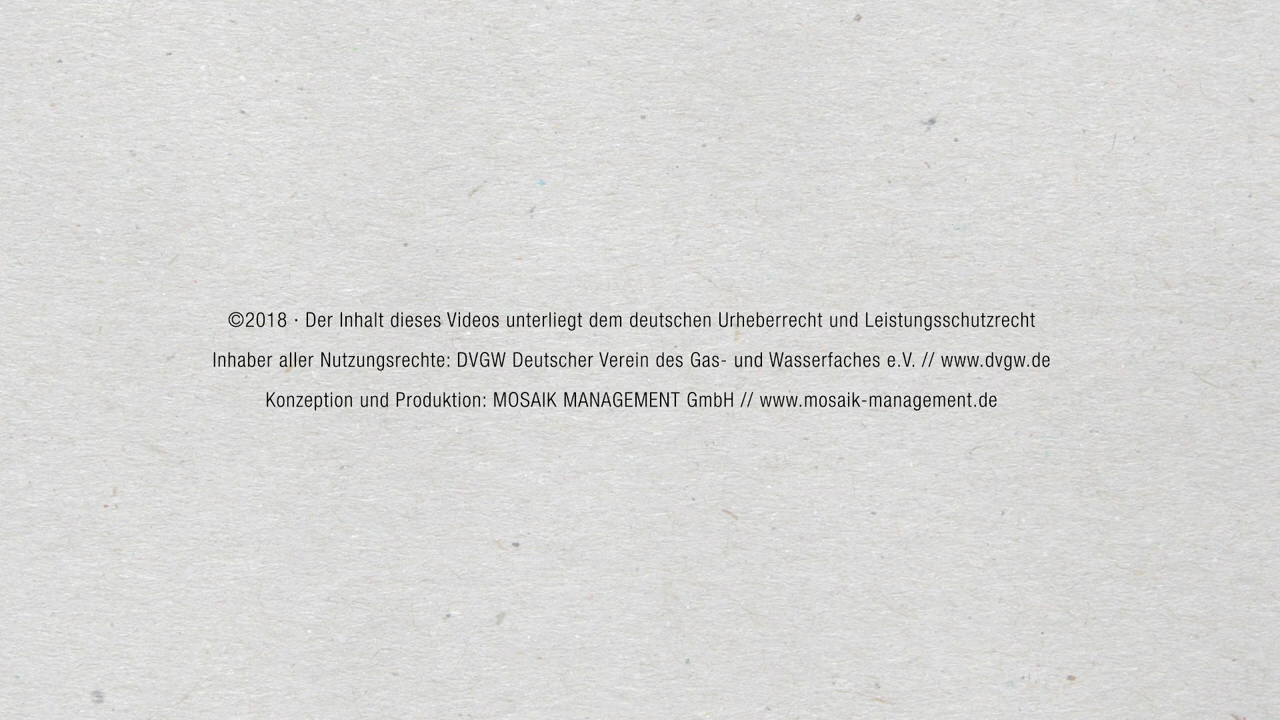 ©2018 · Der Inhalt dieses Videos unterliegt dem deutschen Urheberrecht und Leistungsschutzrecht
Inhaber aller Nutzungsrechte: DVGW Deutscher Verein des Gas- und Wasserfaches e.V. // www.dvgw.de
Konzeption und Produktion: MOSAIK MANAGEMENT GmbH // www.mosaik-management.de